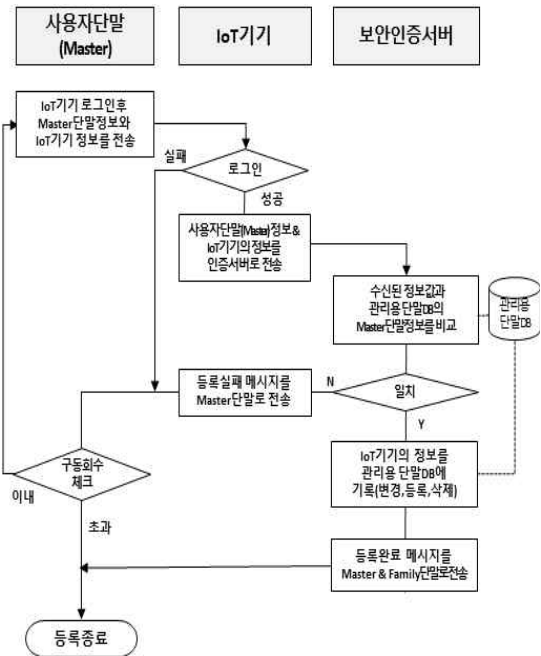 사용자단말
(Master)
IoT기기
보안인증서버
IoT기기 로그인후
Master단말정보와
IoT기기 정보를 전송
실패
로그인
성공
사용자단말(Master)정보&
IoT기기의정보를
인증서버로 전송
수신된 정보값과
관리용단말DB의
Master단말정보를비교
관리용
단말DB
등록실패 메시지를
Master단말로 전송
N
일치
Y
구동회수
체크
이내
IoT기기의 정보를
관리용 단말DB에
기록(변경,등록,삭제)
초과
등록완료 메시지를
Master & Family단말로전송
등록종료